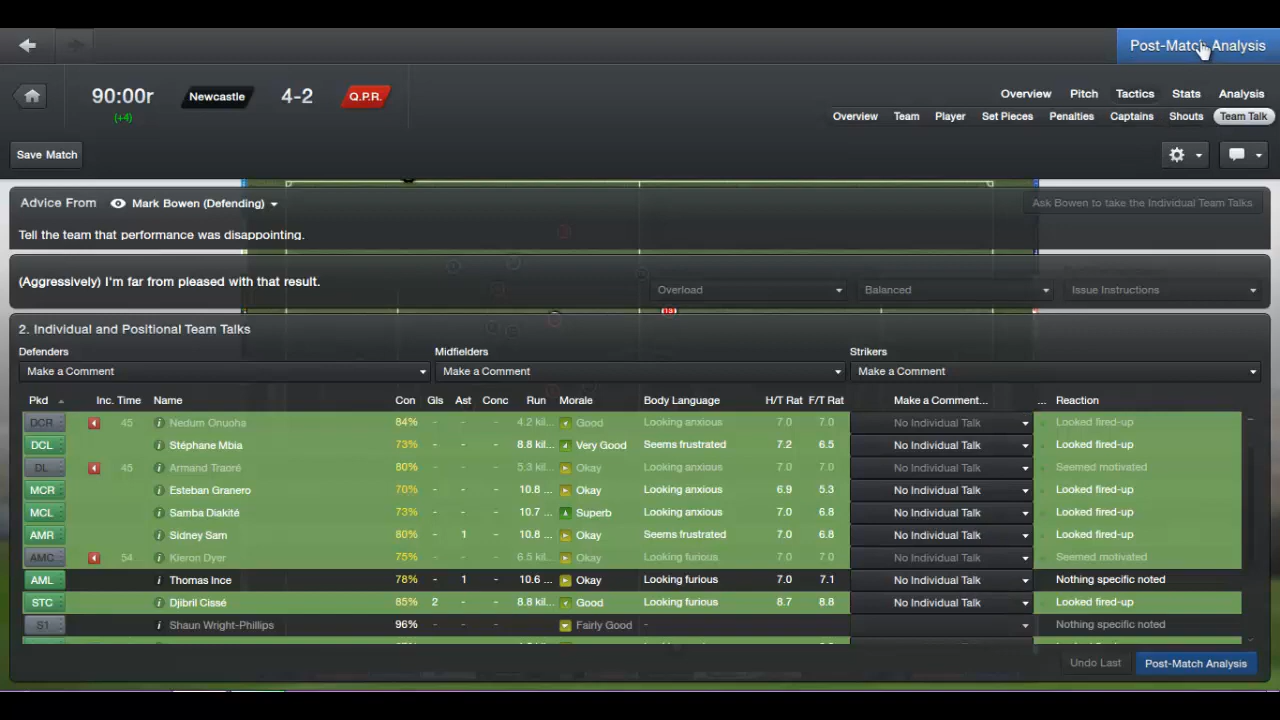 Post-Match Analysis
90:00r Newcastle 4-2 Q.P.R.
(+4)
Overview Pitch Tactics Stats Analysis
Overview Team Player Set Pieces Penalties Captains Shouts Team Talk
Save Match
Advice From Mark Bowen (Defending) Ask Bowen to take the Individual Team Talks
Tell the team that performance was disappointing.
(Aggressively) I'm far from pleased with that result.
Overload Balanced Issue Instructions
2. Individual and Positional Team Talks
Defenders Midfielders Strikers
Make a Comment Make a Comment Make a Comment
Pkd Inc. Time Name Con Gls Ast Conc Run Morale Body Language H/T Rat F/T Rat Make a Comment... ... Reaction
DCR 45 i Nedum Onuoha 84% - - - 4.2 kil... Good Looking anxious 7.0 7.0 No Individual Talk Looked fired-up
DCL i Stéphane Mbia 73% - - - 8.8 kil... Very Good Seems frustrated 7.2 6.5 No Individual Talk Looked fired-up
DL 45 i Armand Traoré 80% - - - 5.3 kil... Okay Looking anxious 7.0 7.0 No Individual Talk Seemed motivated
MCR i Esteban Granero 70% - - - 10.8 ... Okay Looking anxious 6.9 5.3 No Individual Talk Looked fired-up
MCL i Samba Diakité 73% - - - 10.7 ... Superb Looking anxious 7.0 6.8 No Individual Talk Looked fired-up
AMR i Sidney Sam 80% - 1 - 10.8 ... Okay Seems frustrated 7.0 6.8 No Individual Talk Looked fired-up
AMC 54 i Kieron Dyer 75% - - - 6.5 kil... Okay Looking furious 7.0 7.0 No Individual Talk Seemed motivated
AML i Thomas Ince 78% - 1 - 10.6 ... Okay Looking furious 7.0 7.1 No Individual Talk Nothing specific noted
STC i Djibril Cissé 85% 2 - - 8.8 kil... Good Looking furious 8.7 8.8 No Individual Talk Looked fired-up
S1 i Shaun Wright-Phillips 96% Fairly Good - Nothing specific noted
Undo Last Post-Match Analysis